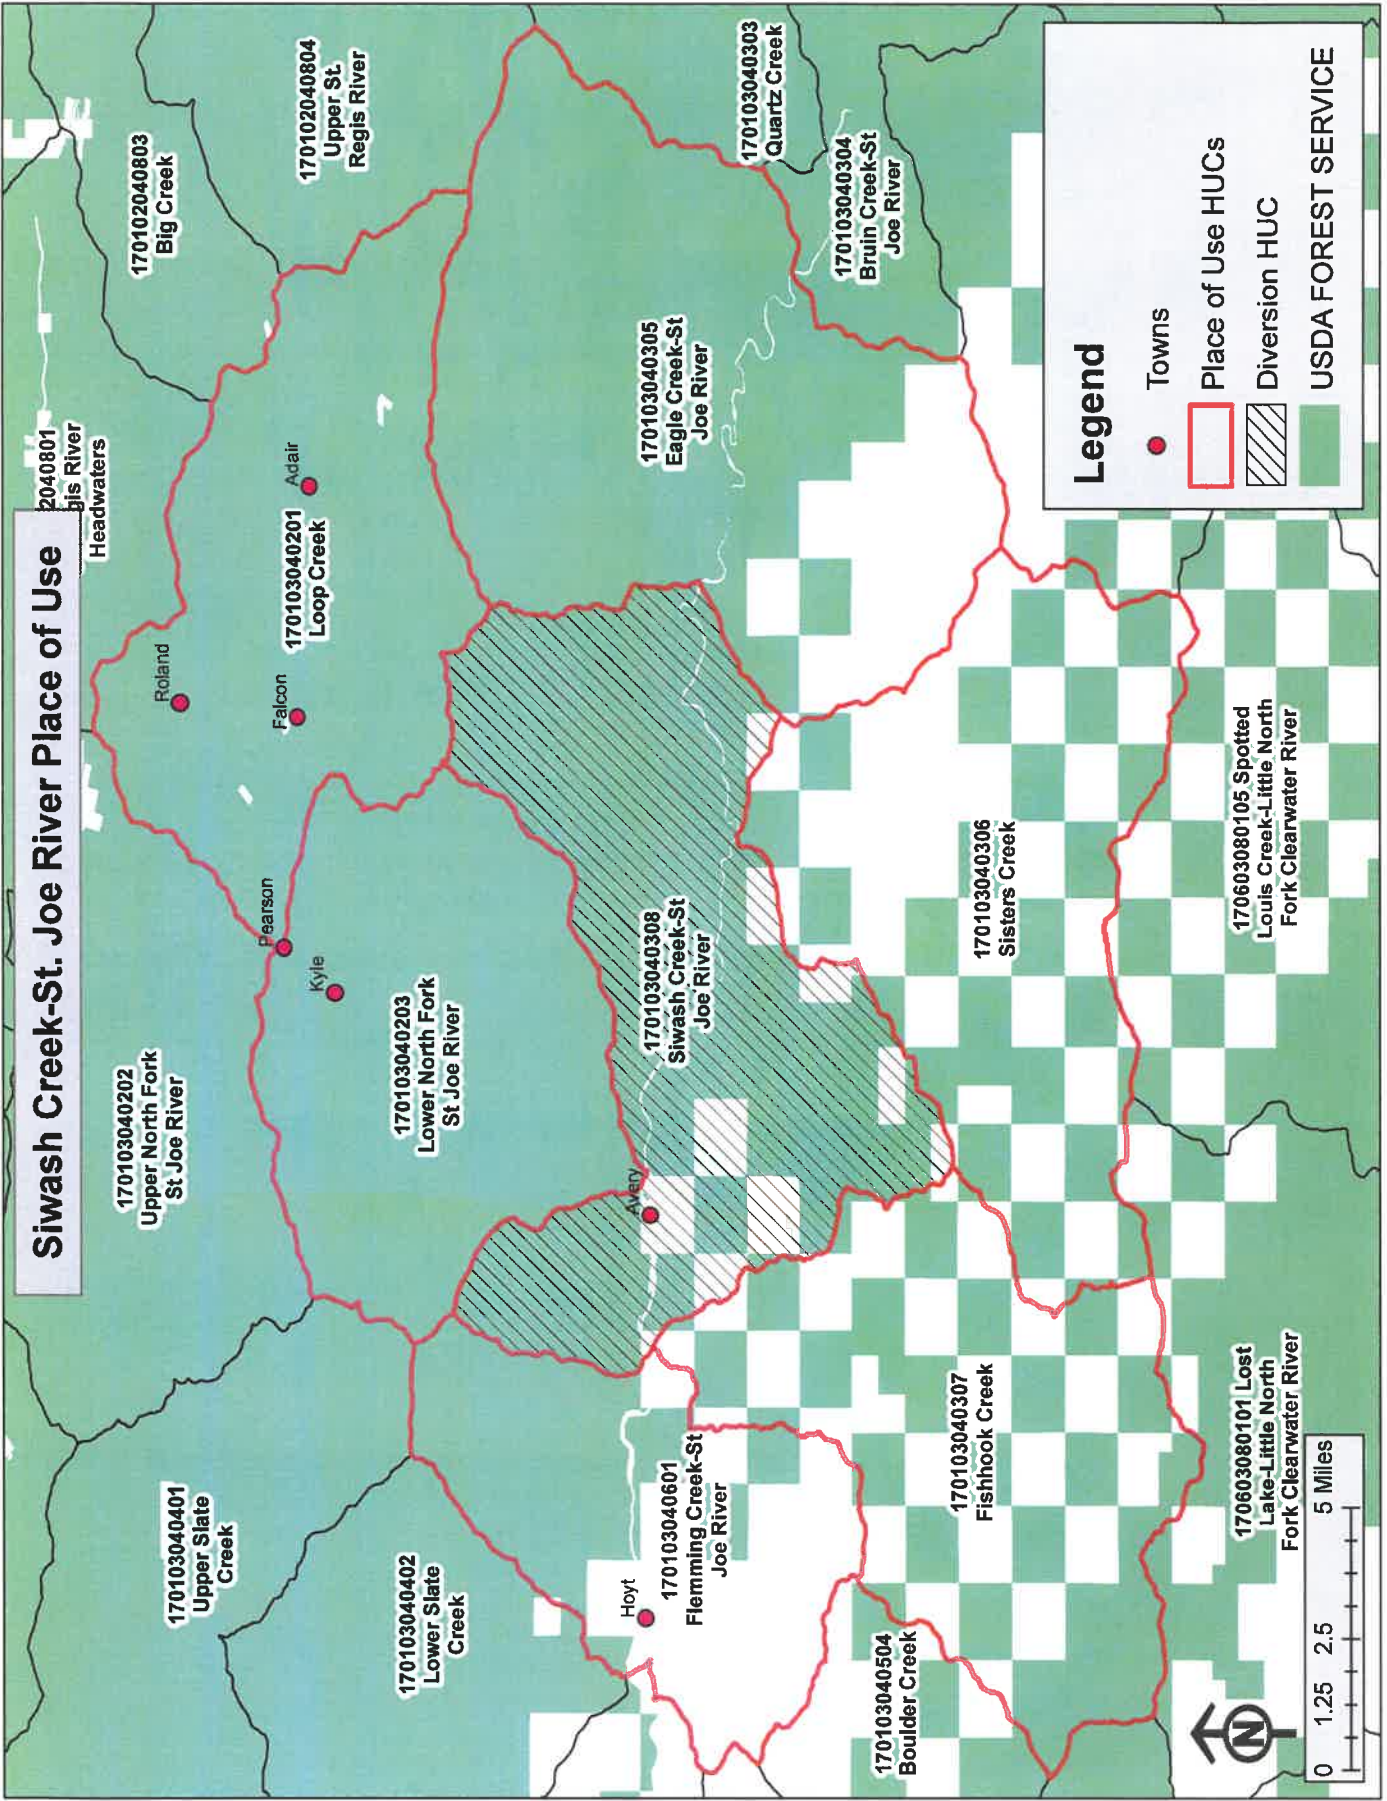 Siwash Creek-St. Joe River Place of Use
2040801
gis River
Headwaters
170102040803
Big Creek
170102040804
Upper St.
Regis River
170103040202
Upper North Fork
St Joe River
170103040401
Upper Slate
Creek
Roland
Falcon
Adair
170103040201
Loop Creek
Pearson
Kyle
170103040203
Lower North Fork
St Joe River
170103040402
Lower Slate
Creek
170103040305
Eagle Creek-St
Joe River
170103040303
Quartz Creek
170103040304
Bruin Creek-St
Joe River
170103040308
Siwash Creek-St
Joe River
Avery
Hoyt
170103040601
Flemming Creek-St
Joe River
170103040504
Boulder Creek
170103040307
Fishhook Creek
170103040306
Sisters Creek
170603080105 Spotted
Louis Creek-Little North
Fork Clearwater River
170603080101 Lost
Lake-Little North
Fork Clearwater River
N
0 1.25 2.5 5 Miles
Legend
Towns
Place of Use HUCs
Diversion HUC
USDA FOREST SERVICE